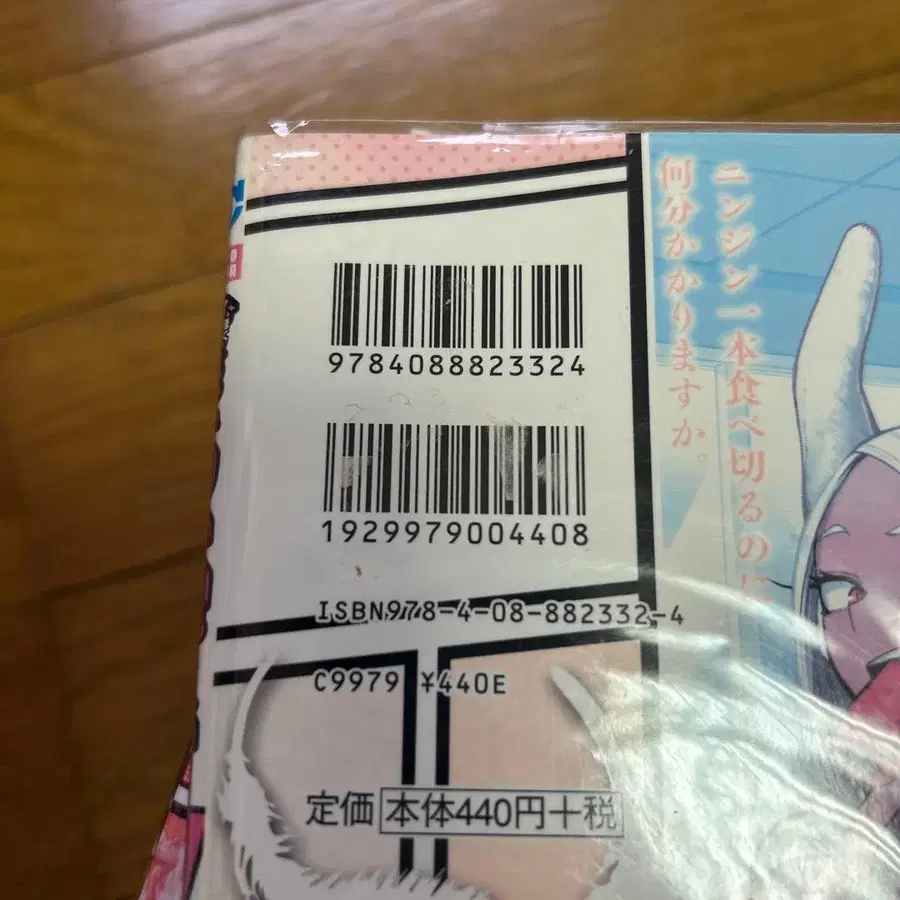 9784088823324
1929979004408
ISBN978-4-08-882332-4
C9979 ¥440E
定価 本体440円+税
ニンジン一本食べ切るのに
何分かかりますか。